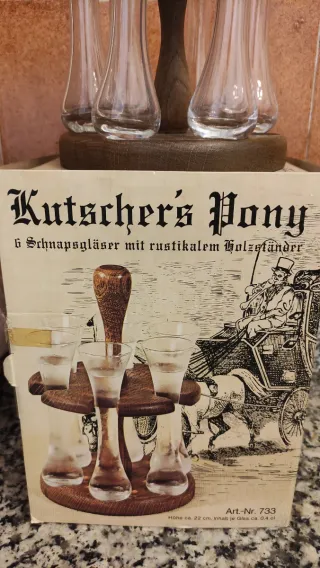 Kutscher's Pony
6 Schnapsgläser mit rustikalem Holzständer
Art.-Nr. 733
Höhe ca. 22 cm, Inhalt je Glas ca. 3,4 cl